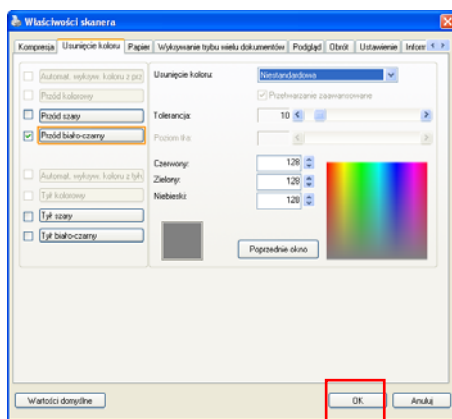 Właściwości skanera
Kompresja Usunięcie koloru Papier Wykrywanie trybu wielu dokumentów Podgląd Obrót Ustawienie Inform
Automat. wykryw. koloru z prz
Przód kolorowy
Przód szary
Przód biało-czarny
Automat. wykryw. koloru z tyłu
Tył kolorowy
Tył szary
Tył biało-czarny
Usunięcie koloru: Niestandardowa
Przetwarzanie zaawansowane
Tolerancja: 10
Poziom tła:
Czerwony: 128
Zielony: 128
Niebieski: 128
Poprzednie okno
Wartości domyślne OK Anuluj